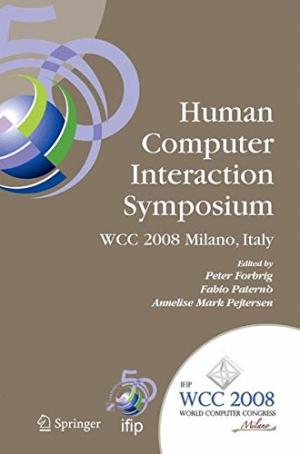 Human
Computer
Interaction
Symposium
WCC 2008 Milano, Italy
Edited by
Peter Forbrig
Fabio Paternò
Annelise Mark Pejtersen
IFIP
WCC 2008
WORLD COMPUTER CONGRESS
Milano
Springer
50
ifip